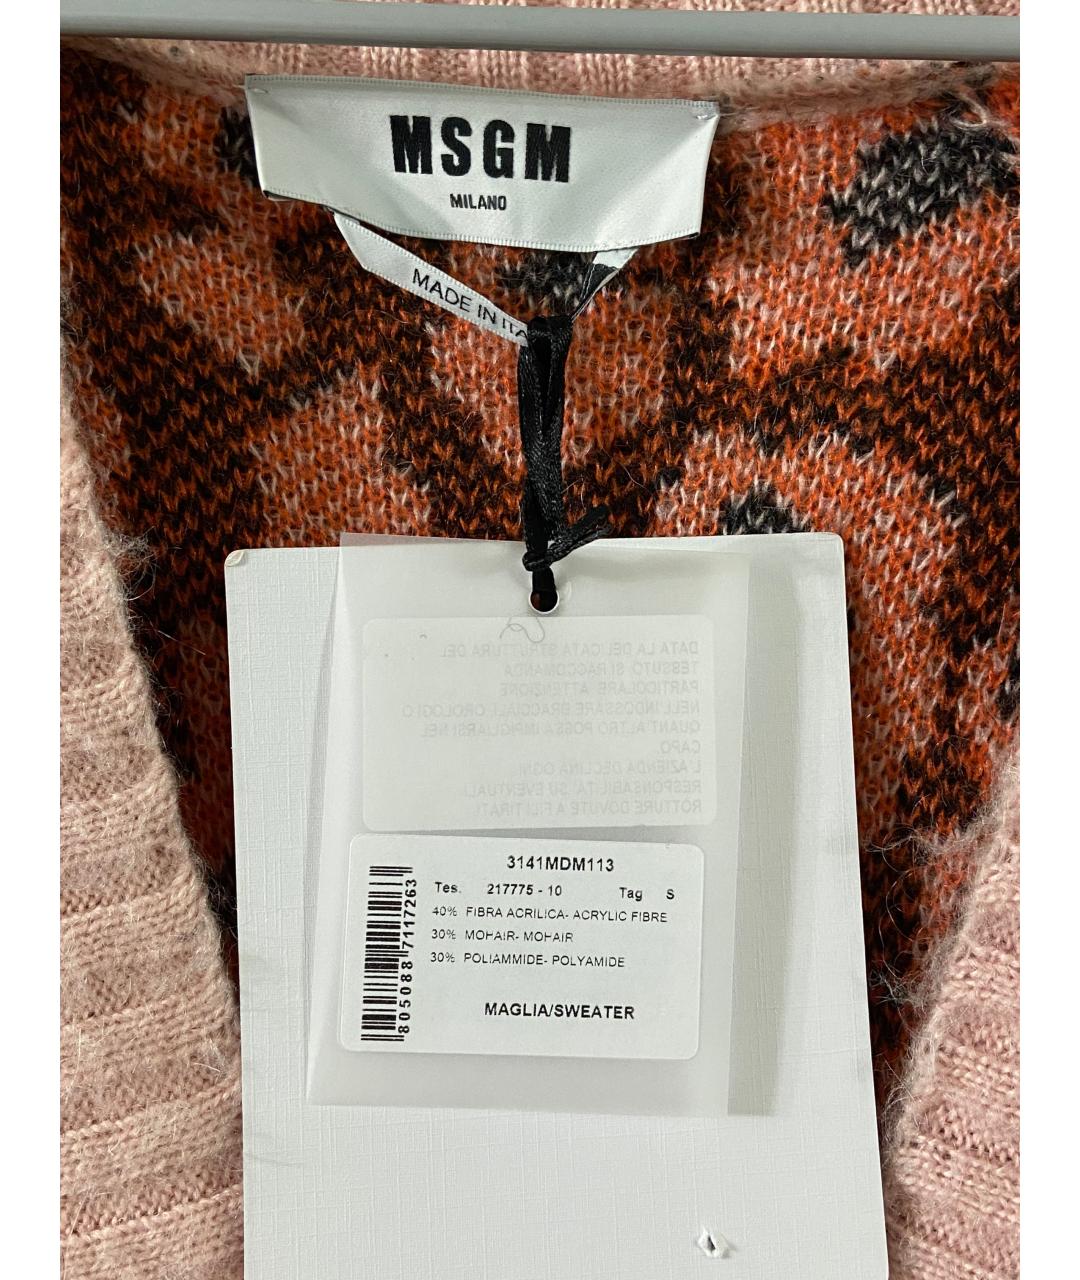 MSGM
MILANO
MADE IN ITA
DATA LA DELICATA STRUTTURA DEL
TESSUTO SI RACCOMANDA
PARTICOLARE ATTENZIONE
NELL'INDOSSARE BRACCIALE OROLOGI O
QUANT'ALTRO POSSA IMPIGLIARSI NEL
CAPO.
L'AZIENDA DECLINA OGNI
RESPONSABILITA' SU EVENTUALI
ROTTURE DOVUTE A FILI TIRATI
3141MDM113
Tes. 217775 - 10 Tag S
40% FIBRA ACRILICA- ACRYLIC FIBRE
30% MOHAIR- MOHAIR
30% POLIAMMIDE- POLYAMIDE
MAGLIA/SWEATER
8050887117263